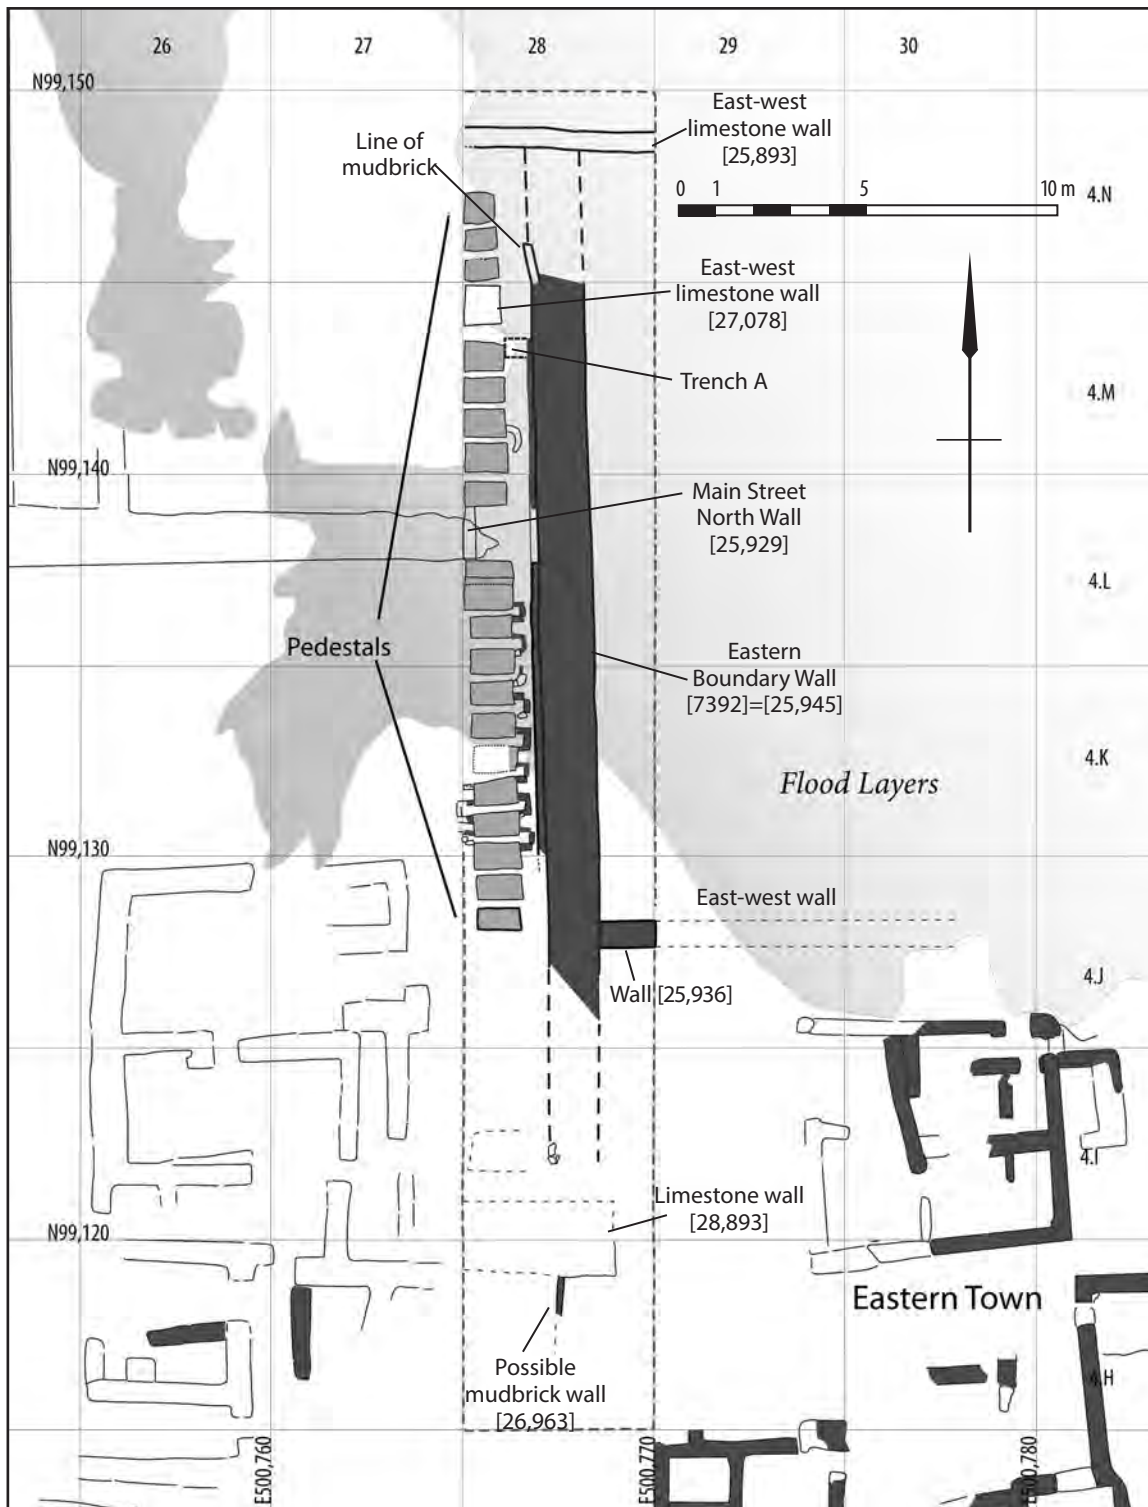 26 27 28 29 30
N99,150
East-west
limestone wall
[25,893]
Line of
mudbrick
0 1 5 10 m
4.N
East-west
limestone wall
[27,078]
Trench A
4.M
N99,140
Main Street
North Wall
[25,929]
4.L
Pedestals
Eastern
Boundary Wall
[7392]=[25,945]
4.K
Flood Layers
N99,130
East-west wall
4.J
Wall [25,936]
4.I
Limestone wall
[28,893]
N99,120
Eastern Town
Possible
mudbrick wall
[26,963]
4.H
E500,760
E500,770
E500,780